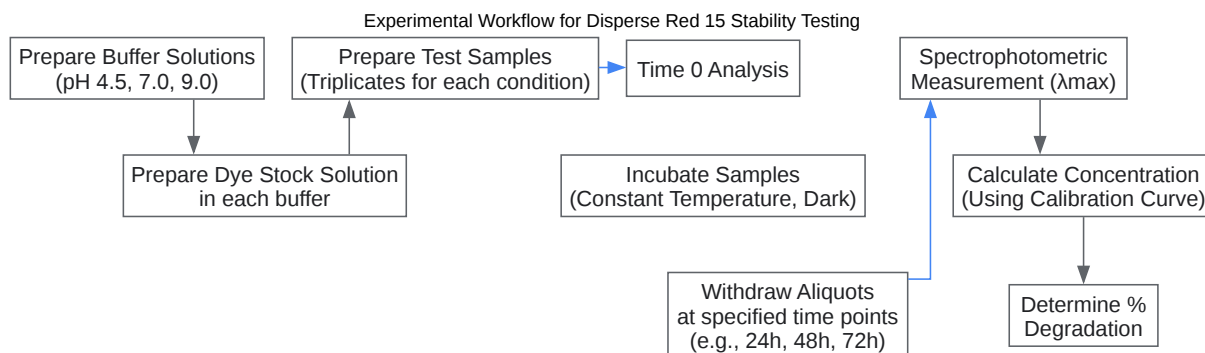 Experimental Workflow for Disperse Red 15 Stability Testing
Prepare Buffer Solutions
(pH 4.5, 7.0, 9.0)
Prepare Dye Stock Solution
in each buffer
Prepare Test Samples
(Triplicates for each condition)
Time 0 Analysis
Incubate Samples
(Constant Temperature, Dark)
Withdraw Aliquots
at specified time points
(e.g., 24h, 48h, 72h)
Spectrophotometric
Measurement (λmax)
Calculate Concentration
(Using Calibration Curve)
Determine %
Degradation